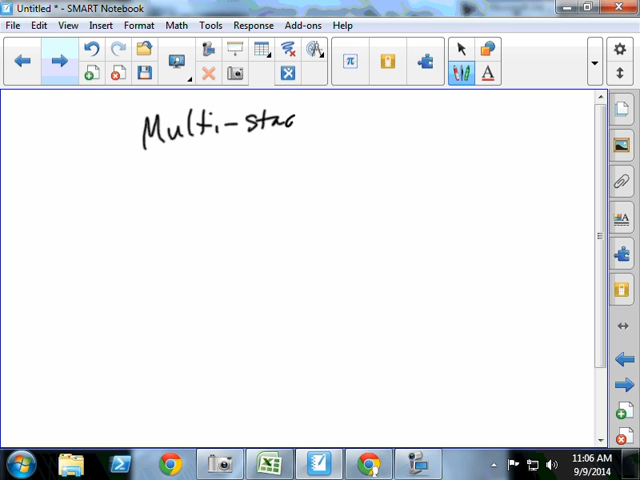 Untitled * - SMART Notebook
File Edit View Insert Format Math Tools Response Add-ons Help
π
A
Multi-stac
11:06 AM
9/9/2014